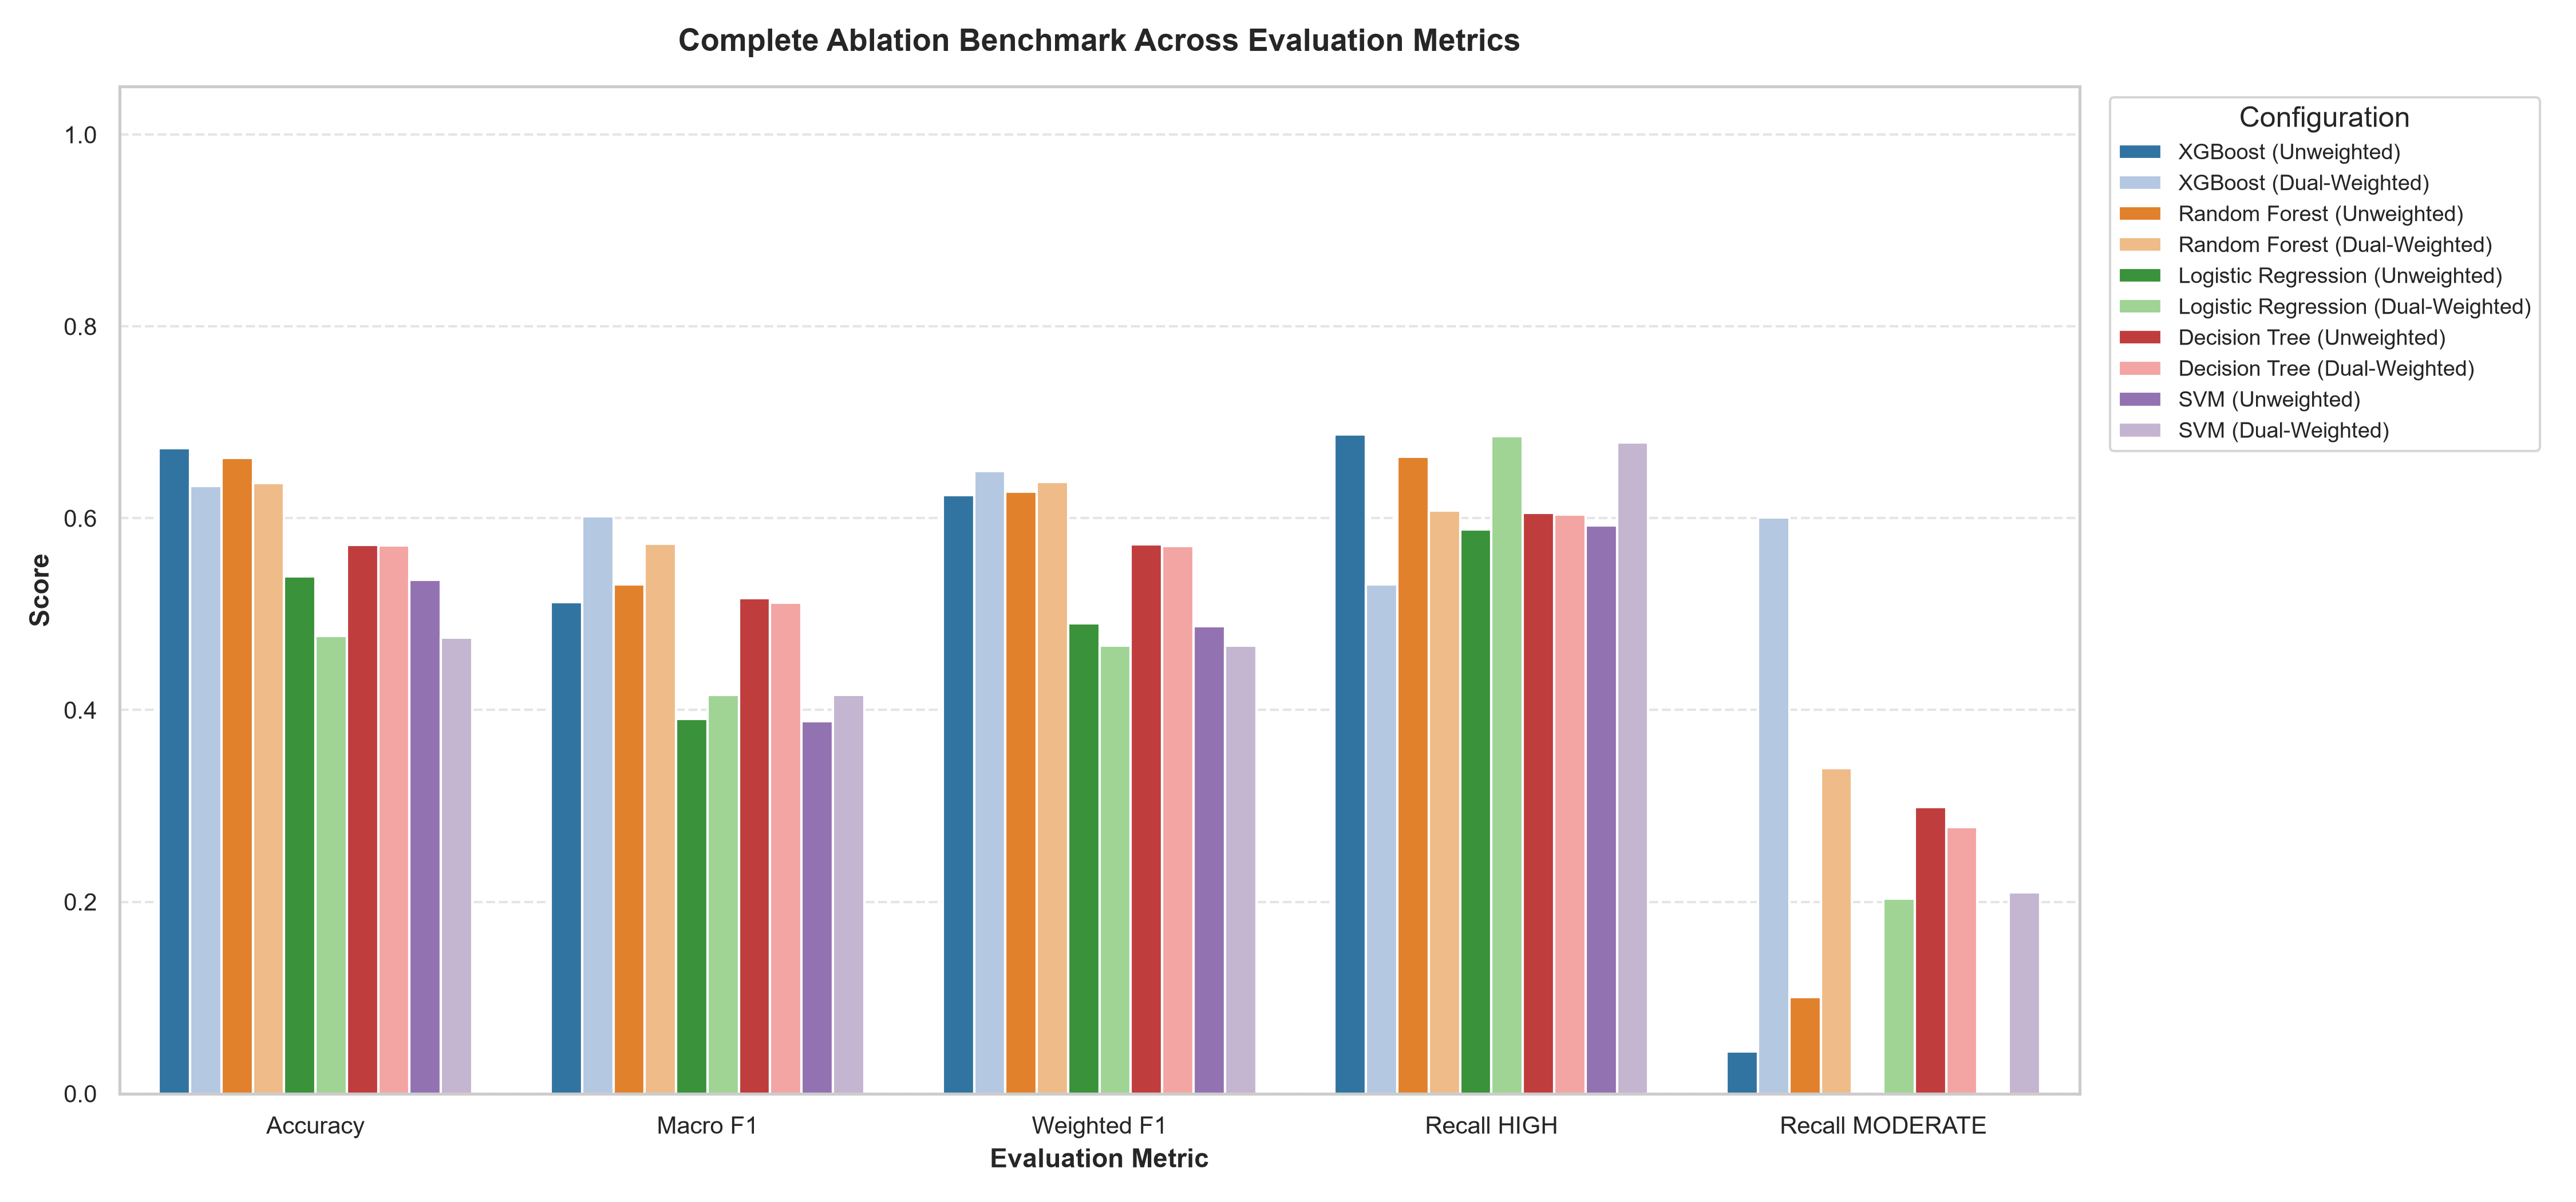 Complete Ablation Benchmark Across Evaluation Metrics
Configuration
XGBoost (Unweighted)
XGBoost (Dual-Weighted)
Random Forest (Unweighted)
Random Forest (Dual-Weighted)
Logistic Regression (Unweighted)
Logistic Regression (Dual-Weighted)
Decision Tree (Unweighted)
Decision Tree (Dual-Weighted)
SVM (Unweighted)
SVM (Dual-Weighted)
Score
1.0
0.8
0.6
0.4
0.2
0.0
Accuracy
Macro F1
Weighted F1
Recall HIGH
Recall MODERATE
Evaluation Metric